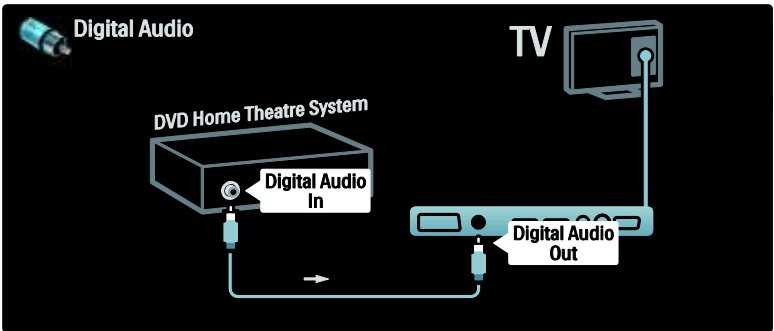 Digital Audio
TV
DVD Home Theatre System
Digital Audio
In
Digital Audio
Out